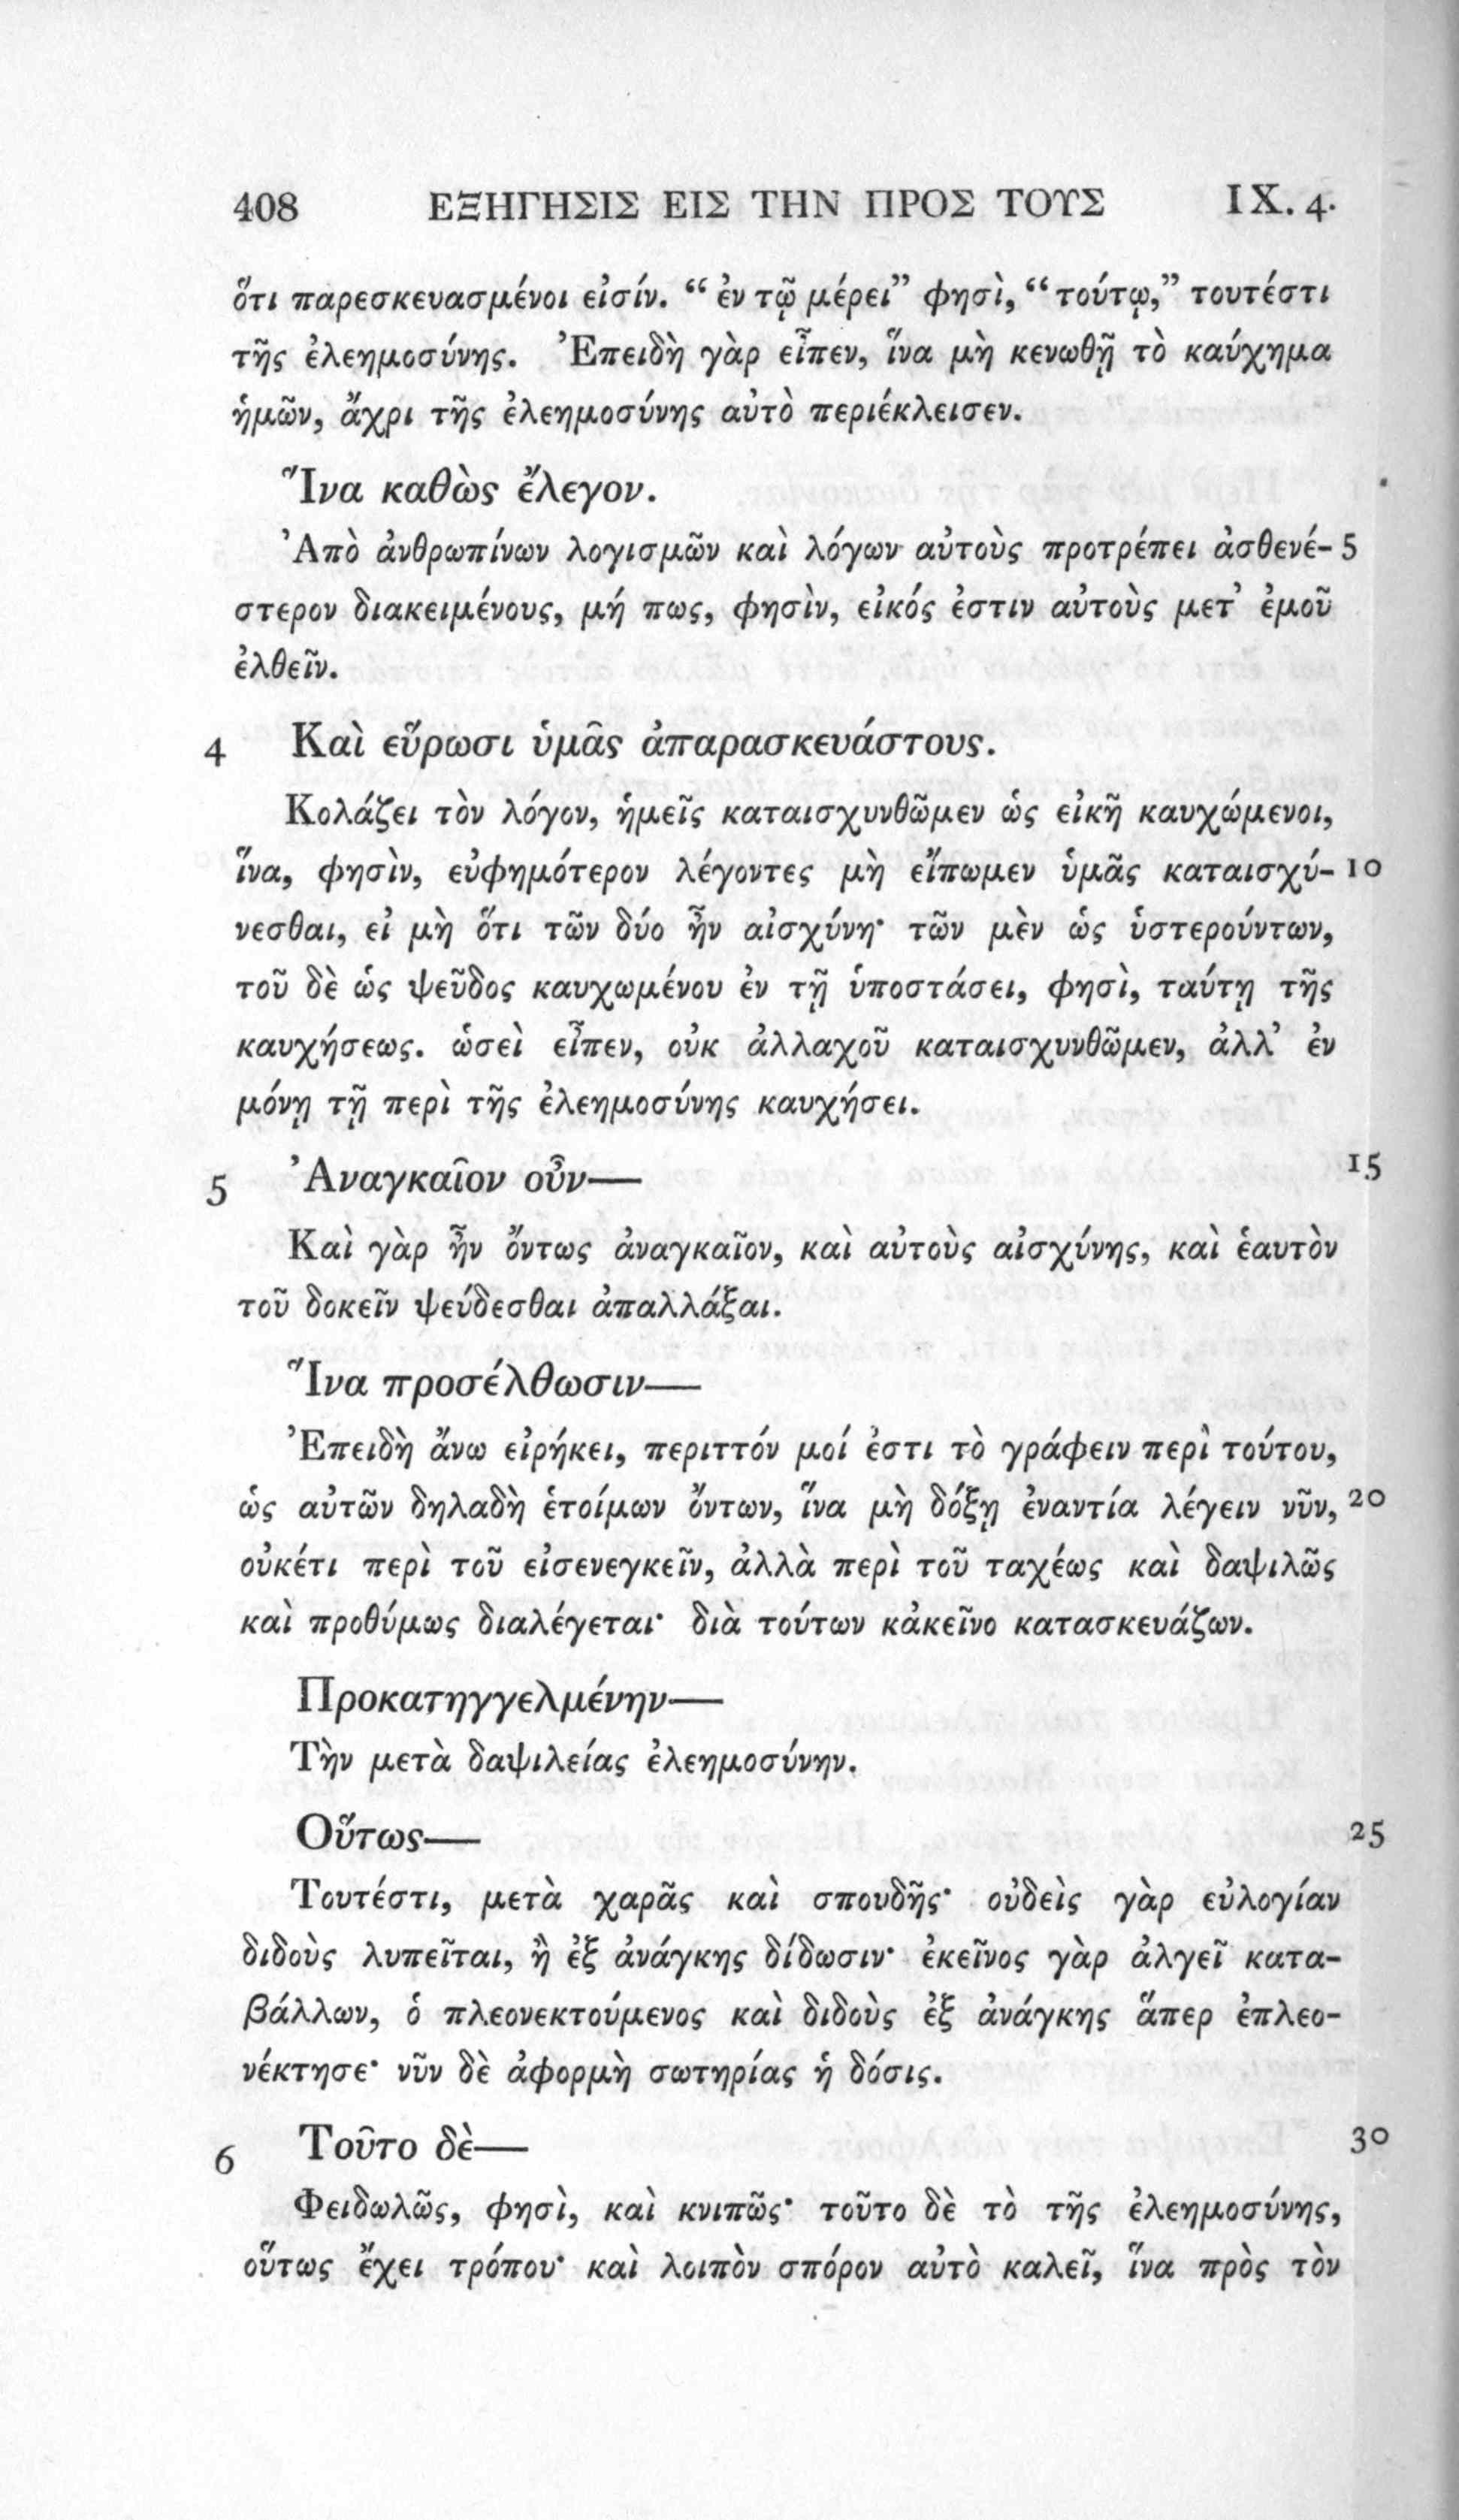 408 ΕΞΗΓΗΣΙΣ ΕΙΣ ΤΗΝ ΠΡΟΣ ΤΟΥΣ IX. 4.
ὅτι παρεσκευασμένοι εἰσίν. “ἐν τῷ μέρει” φησὶ, “τούτῳ,” τουτέστι
τῆς ἐλεημοσύνης. Ἐπειδὴ γὰρ εἶπεν, ἵνα μὴ κενωθῇ τὸ καύχημα
ἡμῶν, ἄχρι τῆς ἐλεημοσύνης αὐτὸ περιέκλεισεν.
Ἵνα καθὼς ἔλεγον.
Ἀπὸ ἀνθρωπίνων λογισμῶν καὶ λόγων αὐτοὺς προτρέπει ἀσθενέ- 5
στερον διακειμένους, μή πως, φησὶν, εἰκός ἐστιν αὐτοὺς μετ’ ἐμοῦ
ἐλθεῖν.
4 Καὶ εὕρωσι ὑμᾶς ἀπαρασκευάστους.
Κολάζει τὸν λόγον, ἡμεῖς καταισχυνθῶμεν ὡς εἰκῆ καυχώμενοι,
ἵνα, φησὶν, εὐφημότερον λέγοντες μὴ εἴπωμεν ὑμᾶς καταισχύ- 10
νεσθαι, εἰ μὴ ὅτι τῶν δύο ἦν αἰσχύνη· τῶν μὲν ὡς ὑστερούντων,
τοῦ δὲ ὡς ψεῦδος καυχωμένου ἐν τῇ ὑποστάσει, φησὶ, ταύτῃ τῆς
καυχήσεως. ὡσεὶ εἶπεν, οὐκ ἀλλαχοῦ καταισχυνθῶμεν, ἀλλ’ ἐν
μόνῃ τῇ περὶ τῆς ἐλεημοσύνης καυχήσει.
5 Ἀναγκαῖον οὖν— 15
Καὶ γὰρ ἦν ὄντως ἀναγκαῖον, καὶ αὐτοὺς αἰσχύνης, καὶ ἑαυτὸν
τοῦ δοκεῖν ψεύδεσθαι ἀπαλλάξαι.
Ἵνα προσέλθωσιν—
Ἐπειδὴ ἄνω εἰρήκει, περιττόν μοί ἐστι τὸ γράφειν περὶ τούτου,
ὡς αὐτῶν δηλαδὴ ἑτοίμων ὄντων, ἵνα μὴ δόξῃ ἐναντία λέγειν νῦν, 20
οὐκέτι περὶ τοῦ εἰσενεγκεῖν, ἀλλὰ περὶ τοῦ ταχέως καὶ δαψιλῶς
καὶ προθύμως διαλέγεται· διὰ τούτων κἀκεῖνο κατασκευάζων.
Προκατηγγελμένην—
Τὴν μετὰ δαψιλείας ἐλεημοσύνην.
Οὕτως— 25
Τουτέστι, μετὰ χαρᾶς καὶ σπουδῆς· οὐδεὶς γὰρ εὐλογίαν
διδοὺς λυπεῖται, ἢ ἐξ ἀνάγκης δίδωσιν· ἐκεῖνος γὰρ ἀλγεῖ κατα-
βάλλων, ὁ πλεονεκτούμενος καὶ διδοὺς ἐξ ἀνάγκης ἅπερ ἐπλεο-
νέκτησε· νῦν δὲ ἀφορμὴ σωτηρίας ἡ δόσις.
6 Τοῦτο δὲ— 30
Φειδωλῶς, φησὶ, καὶ κνιπῶς· τοῦτο δὲ τὸ τῆς ἐλεημοσύνης,
οὕτως ἔχει τρόπου· καὶ λοιπὸν σπόρον αὐτὸ καλεῖ, ἵνα πρὸς τὸν